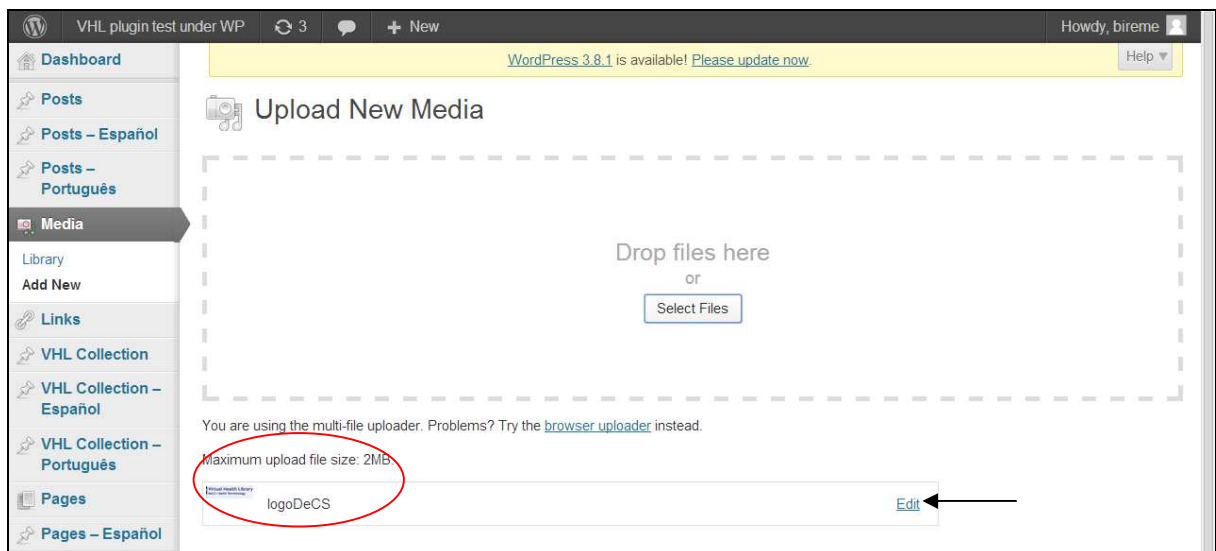 VHL plugin test under WP 3 + New Howdy, bireme
WordPress 3.8.1 is available! Please update now.
Help
Dashboard
Posts
Posts – Español
Posts –
Português
Media
Library
Add New
Links
VHL Collection
VHL Collection –
Español
VHL Collection –
Português
Pages
Pages – Español
Upload New Media
Drop files here
or
Select Files
You are using the multi-file uploader. Problems? Try the browser uploader instead.
Maximum upload file size: 2MB.
Virtual Health Library
logoDeCS
Edit